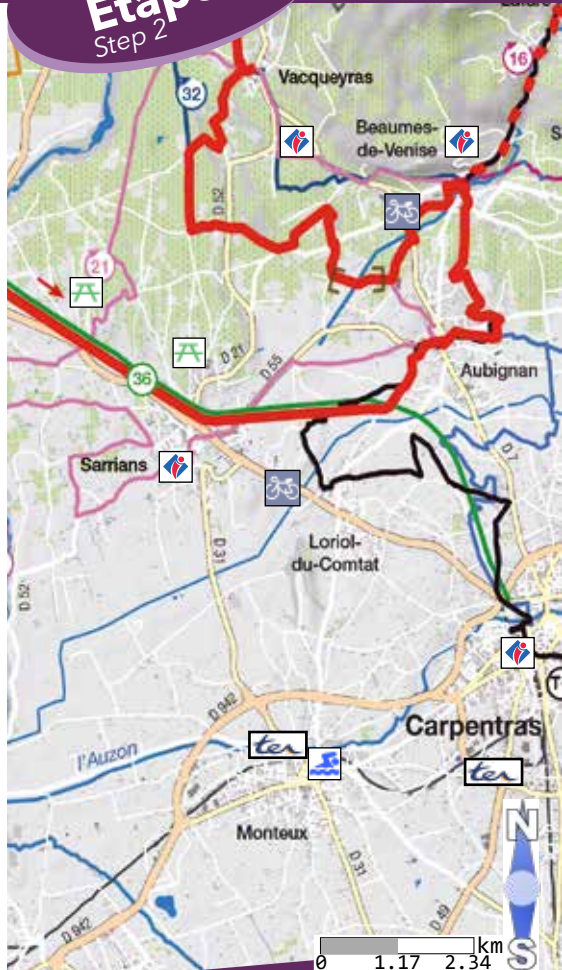 Etape
Step 2
Vacqueyras
16
32
Beaumes-
de-Venise
D 52
21
36
D 21
D 55
Aubignan
Sarrians
D 7
Loriol-
du-Comtat
D 31
D 52
D 942
Carpentras
ter
ter
l'Auzon
Monteux
D 31
D 49
D 942
N
S
km
0 1.17 2.34